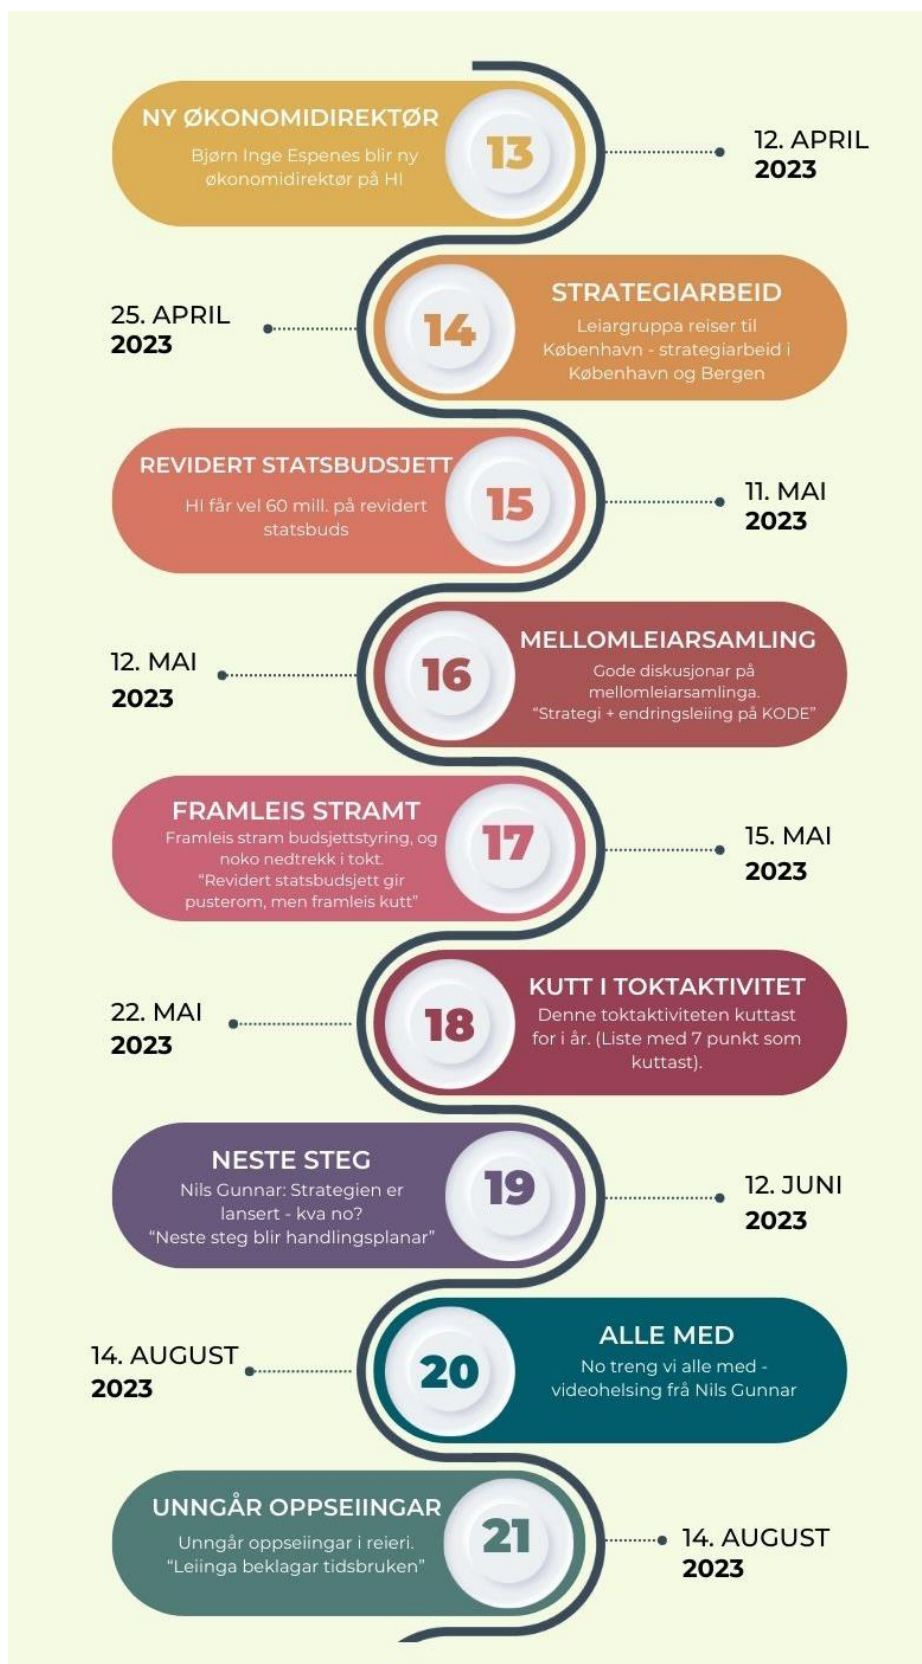 NY ØKONOMIDIREKTØR
Bjørn Inge Espenes blir ny
økonomidirektør på HI
13
12. APRIL
2023
25. APRIL
2023
14
STRATEGIARBEID
Leiargruppa reiser til
København - strategiarbeid i
København og Bergen
REVIDERT STATSBUDSJETT
HI får vel 60 mill. på revidert
statsbuds
15
11. MAI
2023
12. MAI
2023
16
MELLOMLEIARSAMLING
Gode diskusjonar på
mellomleiarsamlinga.
“Strategi + endringsleiing på KODE”
FRAMLEIS STRAMT
Framleis stram budsjettstyring, og
noko nedtrekk i tokt.
“Revidert statsbudsjett gir
pusterom, men framleis kutt”
17
15. MAI
2023
22. MAI
2023
18
KUTT I TOKTAKTIVITET
Denne toktaktiviteten kuttast
for i år. (Liste med 7 punkt som
kuttast).
NESTE STEG
Nils Gunnar: Strategien er
lansert - kva no?
“Neste steg blir handlingsplanar”
19
12. JUNI
2023
14. AUGUST
2023
20
ALLE MED
No treng vi alle med -
videohelsing frå Nils Gunnar
UNNGÅR OPPSEIINGAR
Unngår oppseiingar i reieri.
“Leiinga beklagar tidsbruken”
21
14. AUGUST
2023